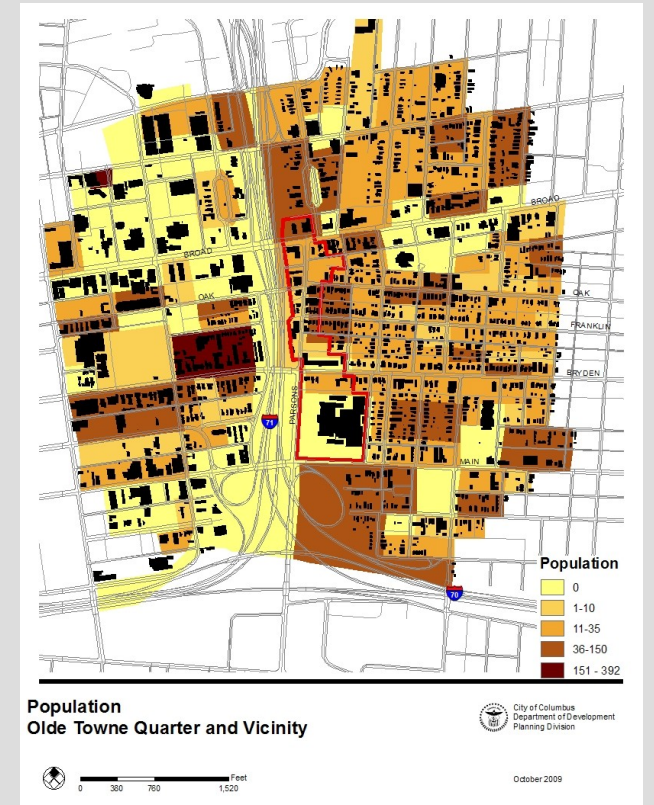 BROAD
BROAD
OAK
OAK
FRANKLIN
BRYDEN
PARSONS
71
MAIN
70
Population
0
1-10
11-35
36-150
151 - 392
Population
Olde Towne Quarter and Vicinity
City of Columbus
Department of Development
Planning Division
Feet
0 380 760 1,520
October 2009